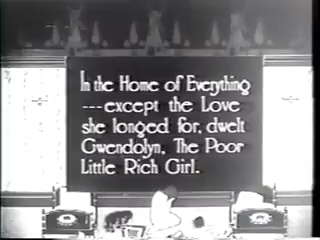 In the Home of Everything
---except the Love
she longed for, dwelt
Gwendolyn, The Poor
Little Rich Girl.